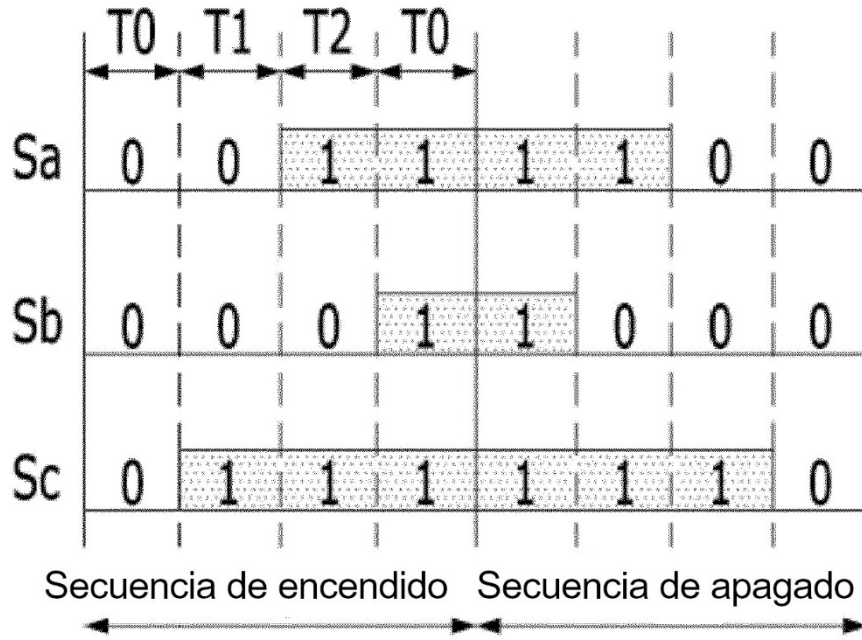 T0 T1 T2 T0
Sa 0 0 1 1 1 1 0 0
Sb 0 0 0 1 1 0 0 0
Sc 0 1 1 1 1 1 1 0
Secuencia de encendido Secuencia de apagado